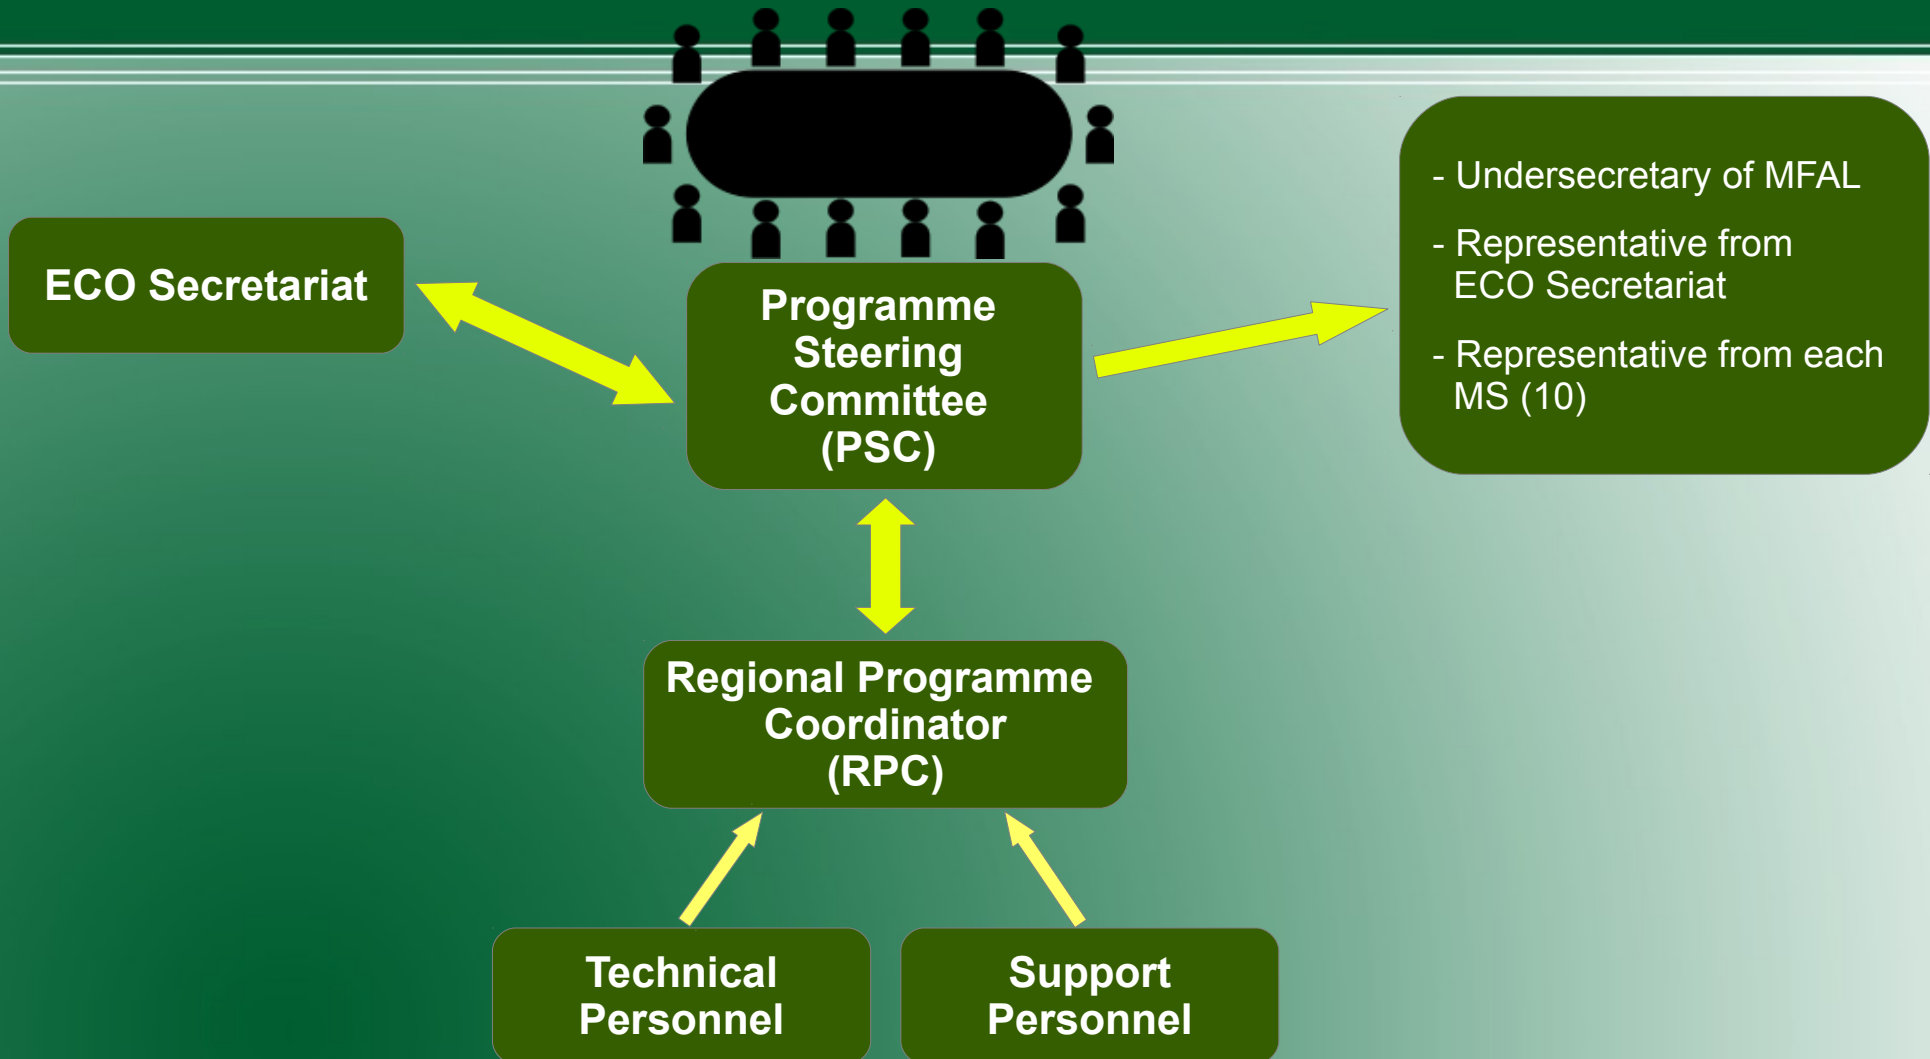 ECO Secretariat
Programme
Steering
Committee
(PSC)
- Undersecretary of MFAL
- Representative from
ECO Secretariat
- Representative from each
MS (10)
Regional Programme
Coordinator
(RPC)
Technical
Personnel
Support
Personnel